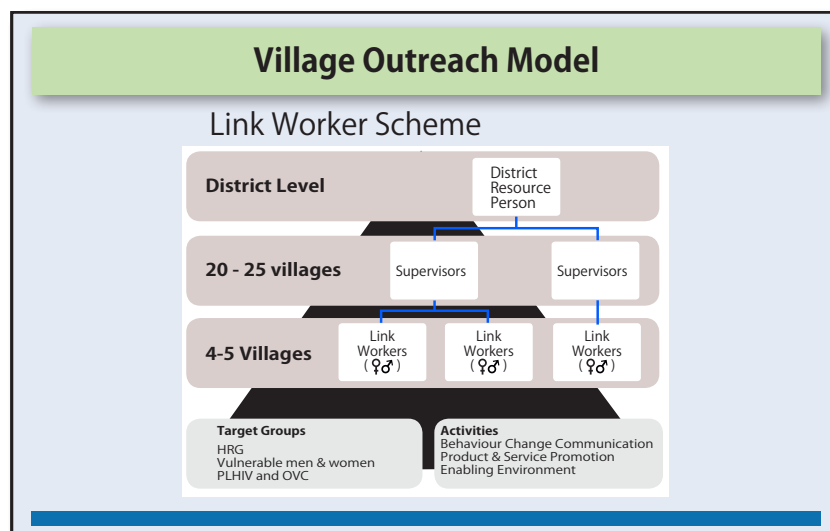 Village Outreach Model
Link Worker Scheme
District Level
District
Resource
Person
20 - 25 villages
Supervisors
Supervisors
4-5 Villages
Link
Workers
(♀♂)
Link
Workers
(♀♂)
Link
Workers
(♀♂)
Target Groups
HRG
Vulnerable men & women
PLHIV and OVC
Activities
Behaviour Change Communication
Product & Service Promotion
Enabling Environment